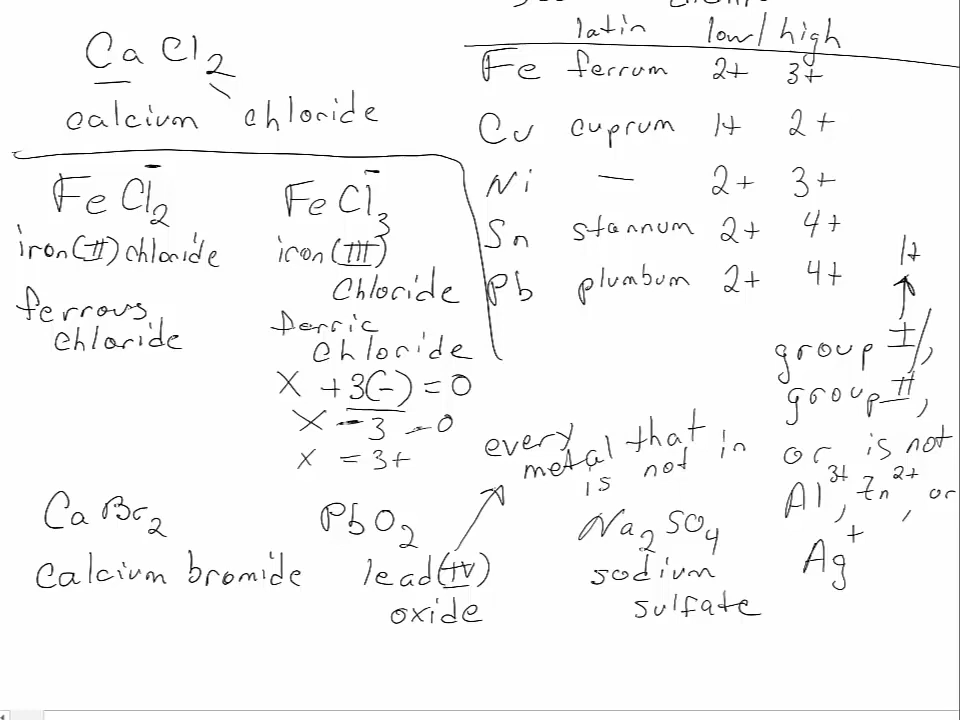 CaCl2
calcium chloride
FeCl2⁻
iron(II) chloride
ferrous
chloride
FeCl3⁻
iron(III)
chloride
ferric
chloride
X + 3(-) = 0
X - 3 = 0
X = 3+
latin low/high
Fe ferrum 2+ 3+
Cu cuprum 1+ 2+
Ni — 2+ 3+
Sn stannum 2+ 4+
Pb plumbum 2+ 4+
CaBr2
calcium bromide
PbO2
lead(IV)
oxide
every
metal that
is not in
1+
group I,
group II,
or is not
Al3+, Zn2+, or
Ag+
Na2SO4
sodium
sulfate